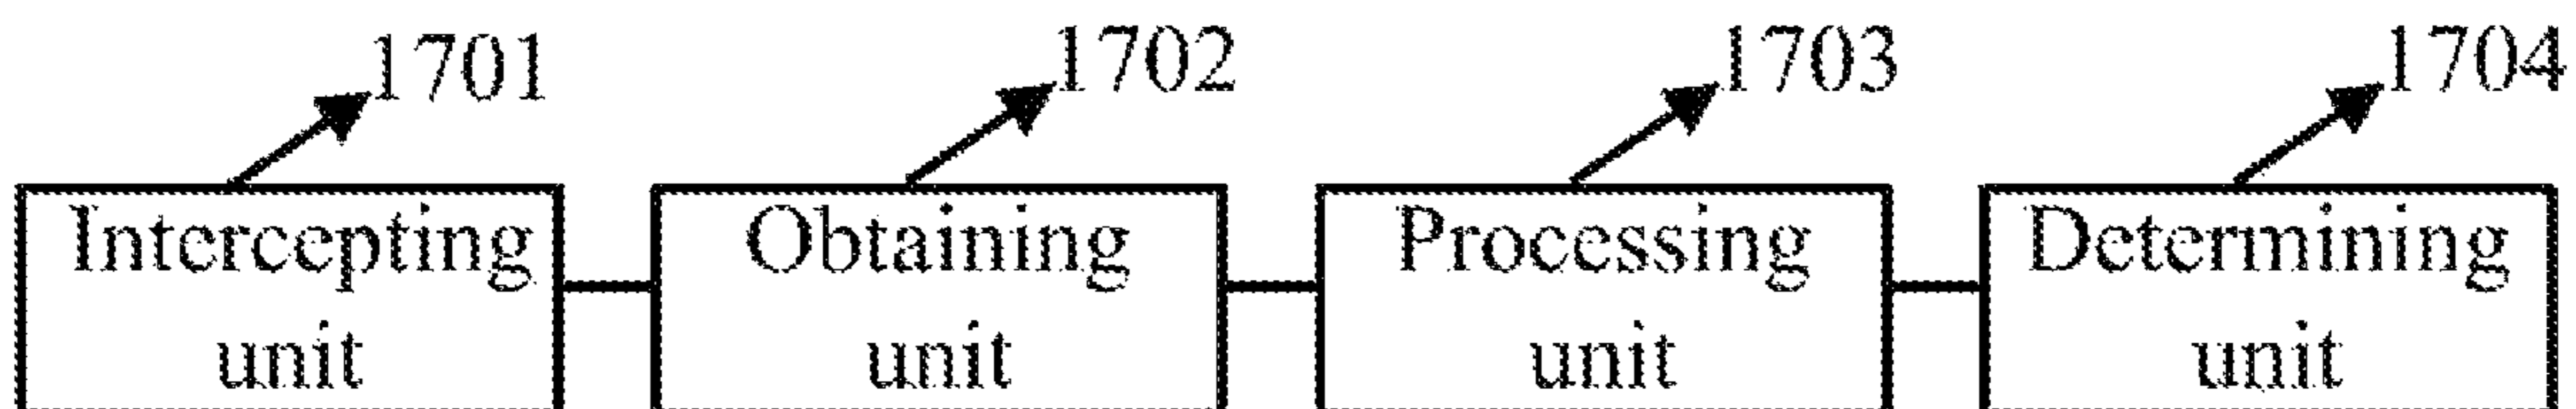 1701 1702 1703 1704
Intercepting Obtaining Processing Determining
unit unit unit unit